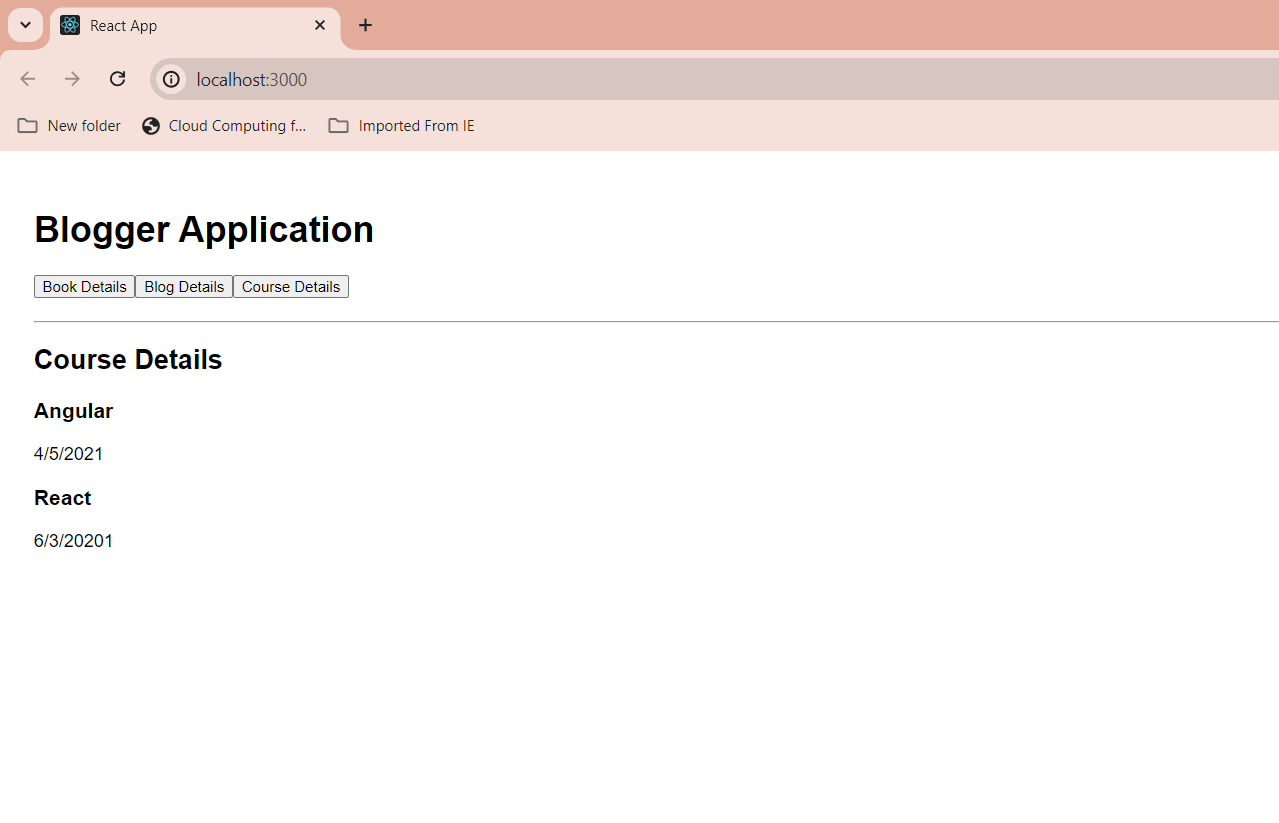 React App
localhost:3000
New folder Cloud Computing f... Imported From IE
Blogger Application
Book Details Blog Details Course Details
Course Details
Angular
4/5/2021
React
6/3/20201